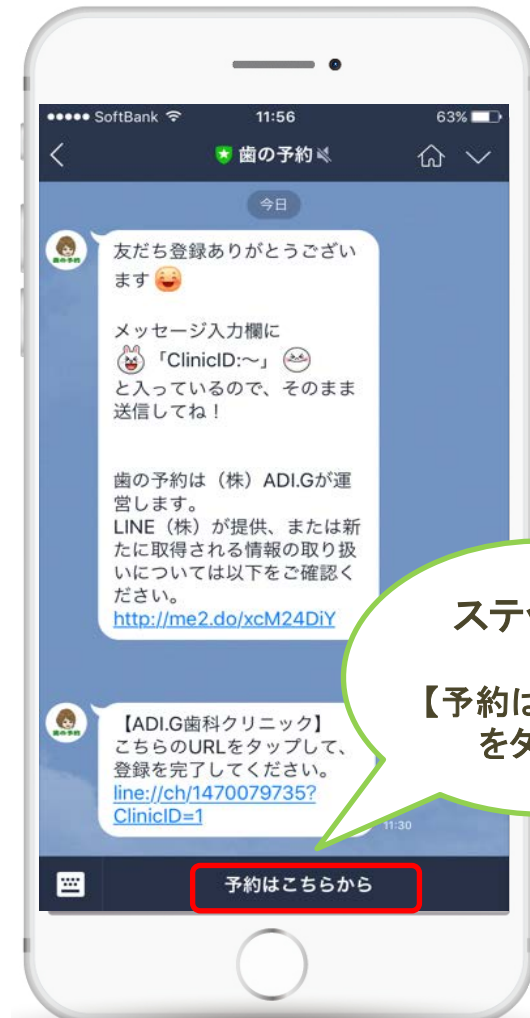 SoftBank 11:56 63%
歯の予約
今日
友だち登録ありがとうござい
ます
メッセージ入力欄に
「ClinicID:〜」
と入っているので、そのまま
送信してね！
歯の予約は（株）ADI.Gが運
営します。
LINE（株）が提供、または新
たに取得される情報の取り扱
いについては以下をご確認く
ださい。
http://me2.do/xcM24DiY
ステ
【予約は
をタ
【ADI.G歯科クリニック】
こちらのURLをタップして、
登録を完了してください。
line://ch/1470079735?
ClinicID=1
11:30
予約はこちらから